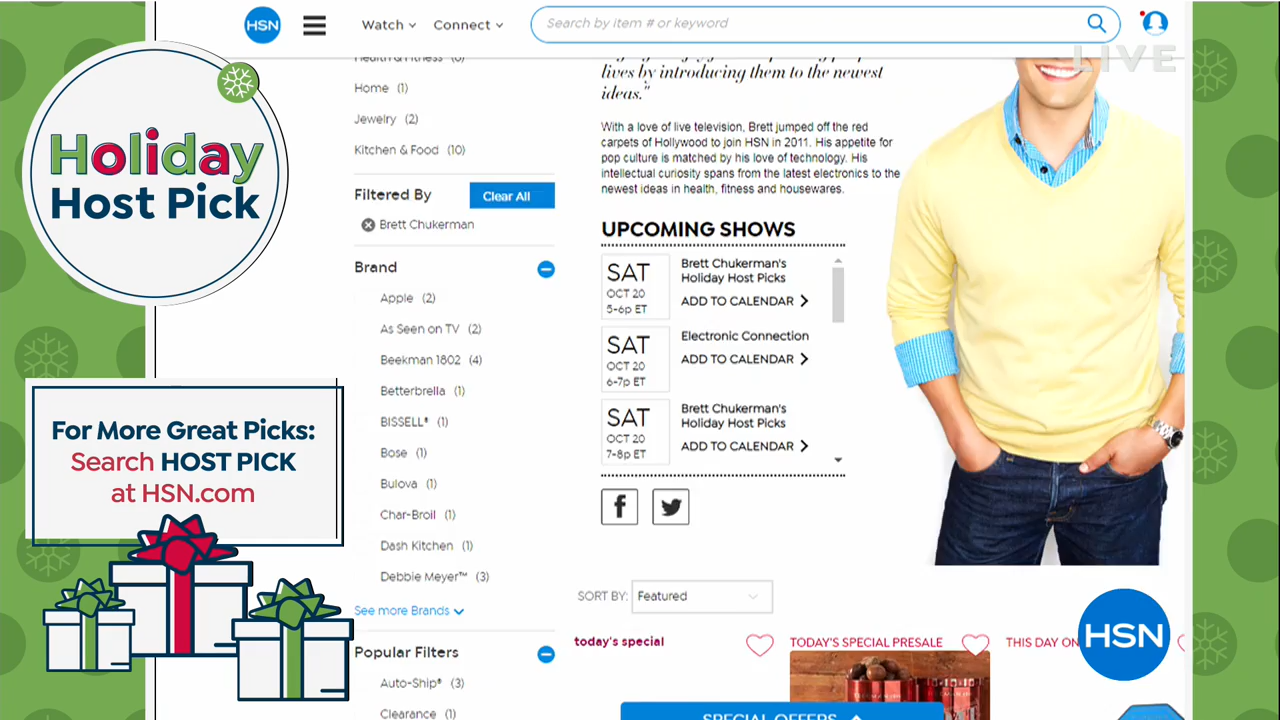 HSN
Watch
Connect
Search by item # or keyword
LIVE
Holiday
Host Pick
For More Great Picks:
Search HOST PICK
at HSN.com
Health & Fitness (6)
Home (1)
Jewelry (2)
Kitchen & Food (10)
Filtered By
Clear All
Brett Chukerman
Brand
Apple (2)
As Seen on TV (2)
Beekman 1802 (4)
Betterbrella (1)
BISSELL® (1)
Bose (1)
Bulova (1)
Char-Broil (1)
Dash Kitchen (1)
Debbie Meyer™ (3)
See more Brands
Popular Filters
Auto-Ship® (3)
Clearance (1)
lives by introducing them to the newest
ideas."
With a love of live television, Brett jumped off the red
carpets of Hollywood to join HSN in 2011. His appetite for
pop culture is matched by his love of technology. His
intellectual curiosity spans from the latest electronics to the
newest ideas in health, fitness and housewares.
UPCOMING SHOWS
SAT
OCT 20
5-6p ET
Brett Chukerman's
Holiday Host Picks
ADD TO CALENDAR
SAT
OCT 20
6-7p ET
Electronic Connection
ADD TO CALENDAR
SAT
OCT 20
7-8p ET
Brett Chukerman's
Holiday Host Picks
ADD TO CALENDAR
SORT BY: Featured
today's special
TODAY'S SPECIAL PRESALE
THIS DAY ON
SPECIAL OFFERS
HSN